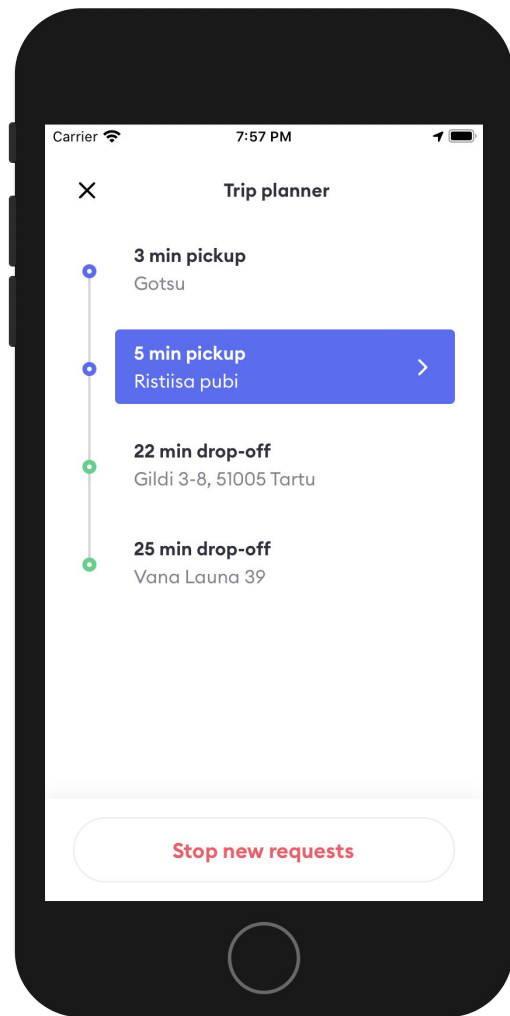 Carrier 7:57 PM
Trip planner
3 min pickup
Gotsu
5 min pickup
Ristiisa pubi
22 min drop-off
Gildi 3-8, 51005 Tartu
25 min drop-off
Vana Launa 39
Stop new requests